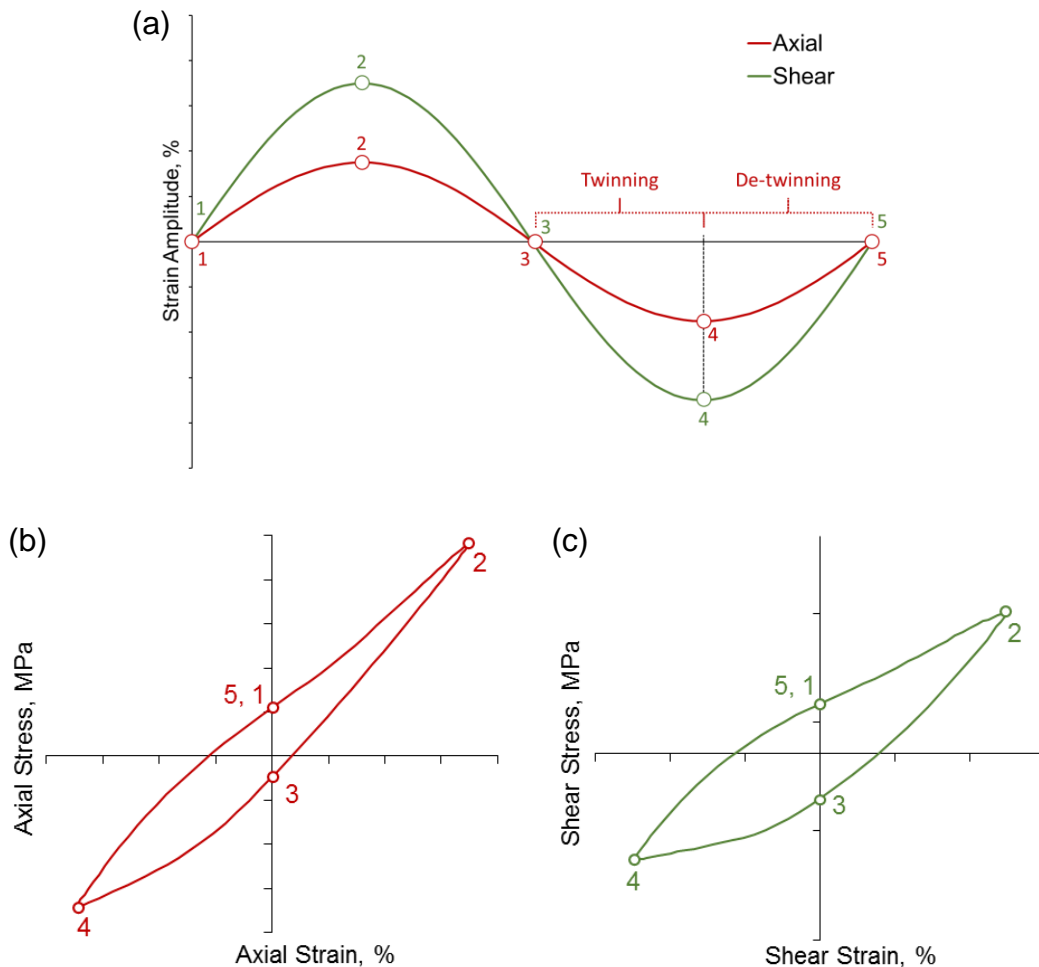 (a)
Axial
Shear
2
2
Twinning
De-twinning
1
3
5
1
3
5
4
4
Strain Amplitude, %
(b)
2
5, 1
3
4
Axial Stress, MPa
Axial Strain, %
(c)
2
5, 1
3
4
Shear Stress, MPa
Shear Strain, %